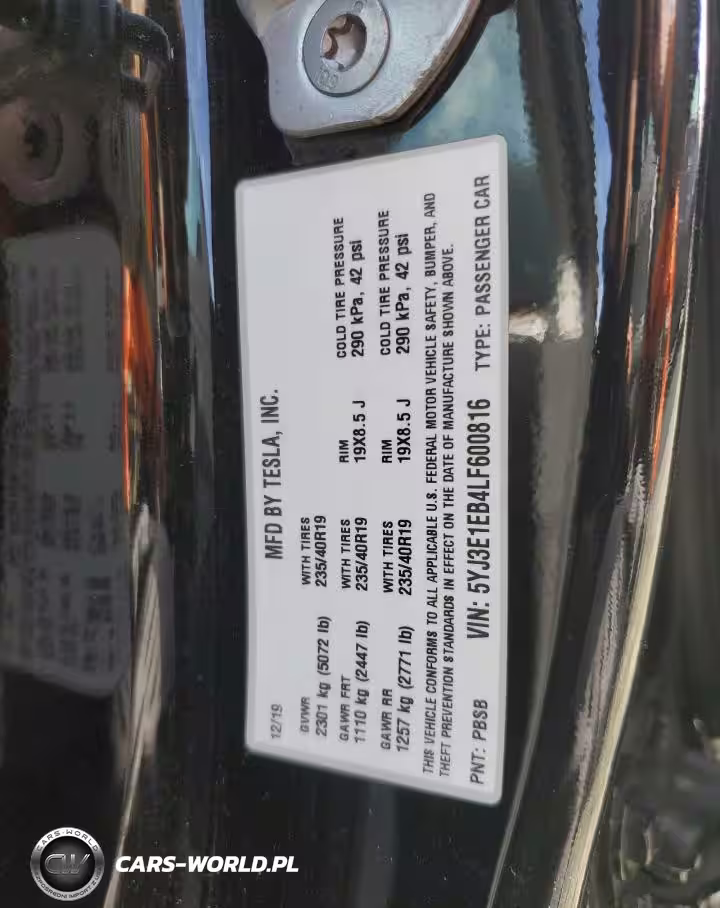 12/19 MFD BY TESLA, INC.
GVWR WITH TIRES
2301 kg (5072 lb) 235/40R19
GAWR FRT WITH TIRES RIM COLD TIRE PRESSURE
1110 kg (2447 lb) 235/40R19 19X8.5 J 290 kPa, 42 psi
GAWR RR WITH TIRES RIM COLD TIRE PRESSURE
1257 kg (2771 lb) 235/40R19 19X8.5 J 290 kPa, 42 psi
THIS VEHICLE CONFORMS TO ALL APPLICABLE U.S. FEDERAL MOTOR VEHICLE SAFETY, BUMPER, AND
THEFT PREVENTION STANDARDS IN EFFECT ON THE DATE OF MANUFACTURE SHOWN ABOVE.
PNT: PBSB VIN: 5YJ3E1EB4LF600816 TYPE: PASSENGER CAR
CARS-WORLD
CW
CARS-WORLD.PL